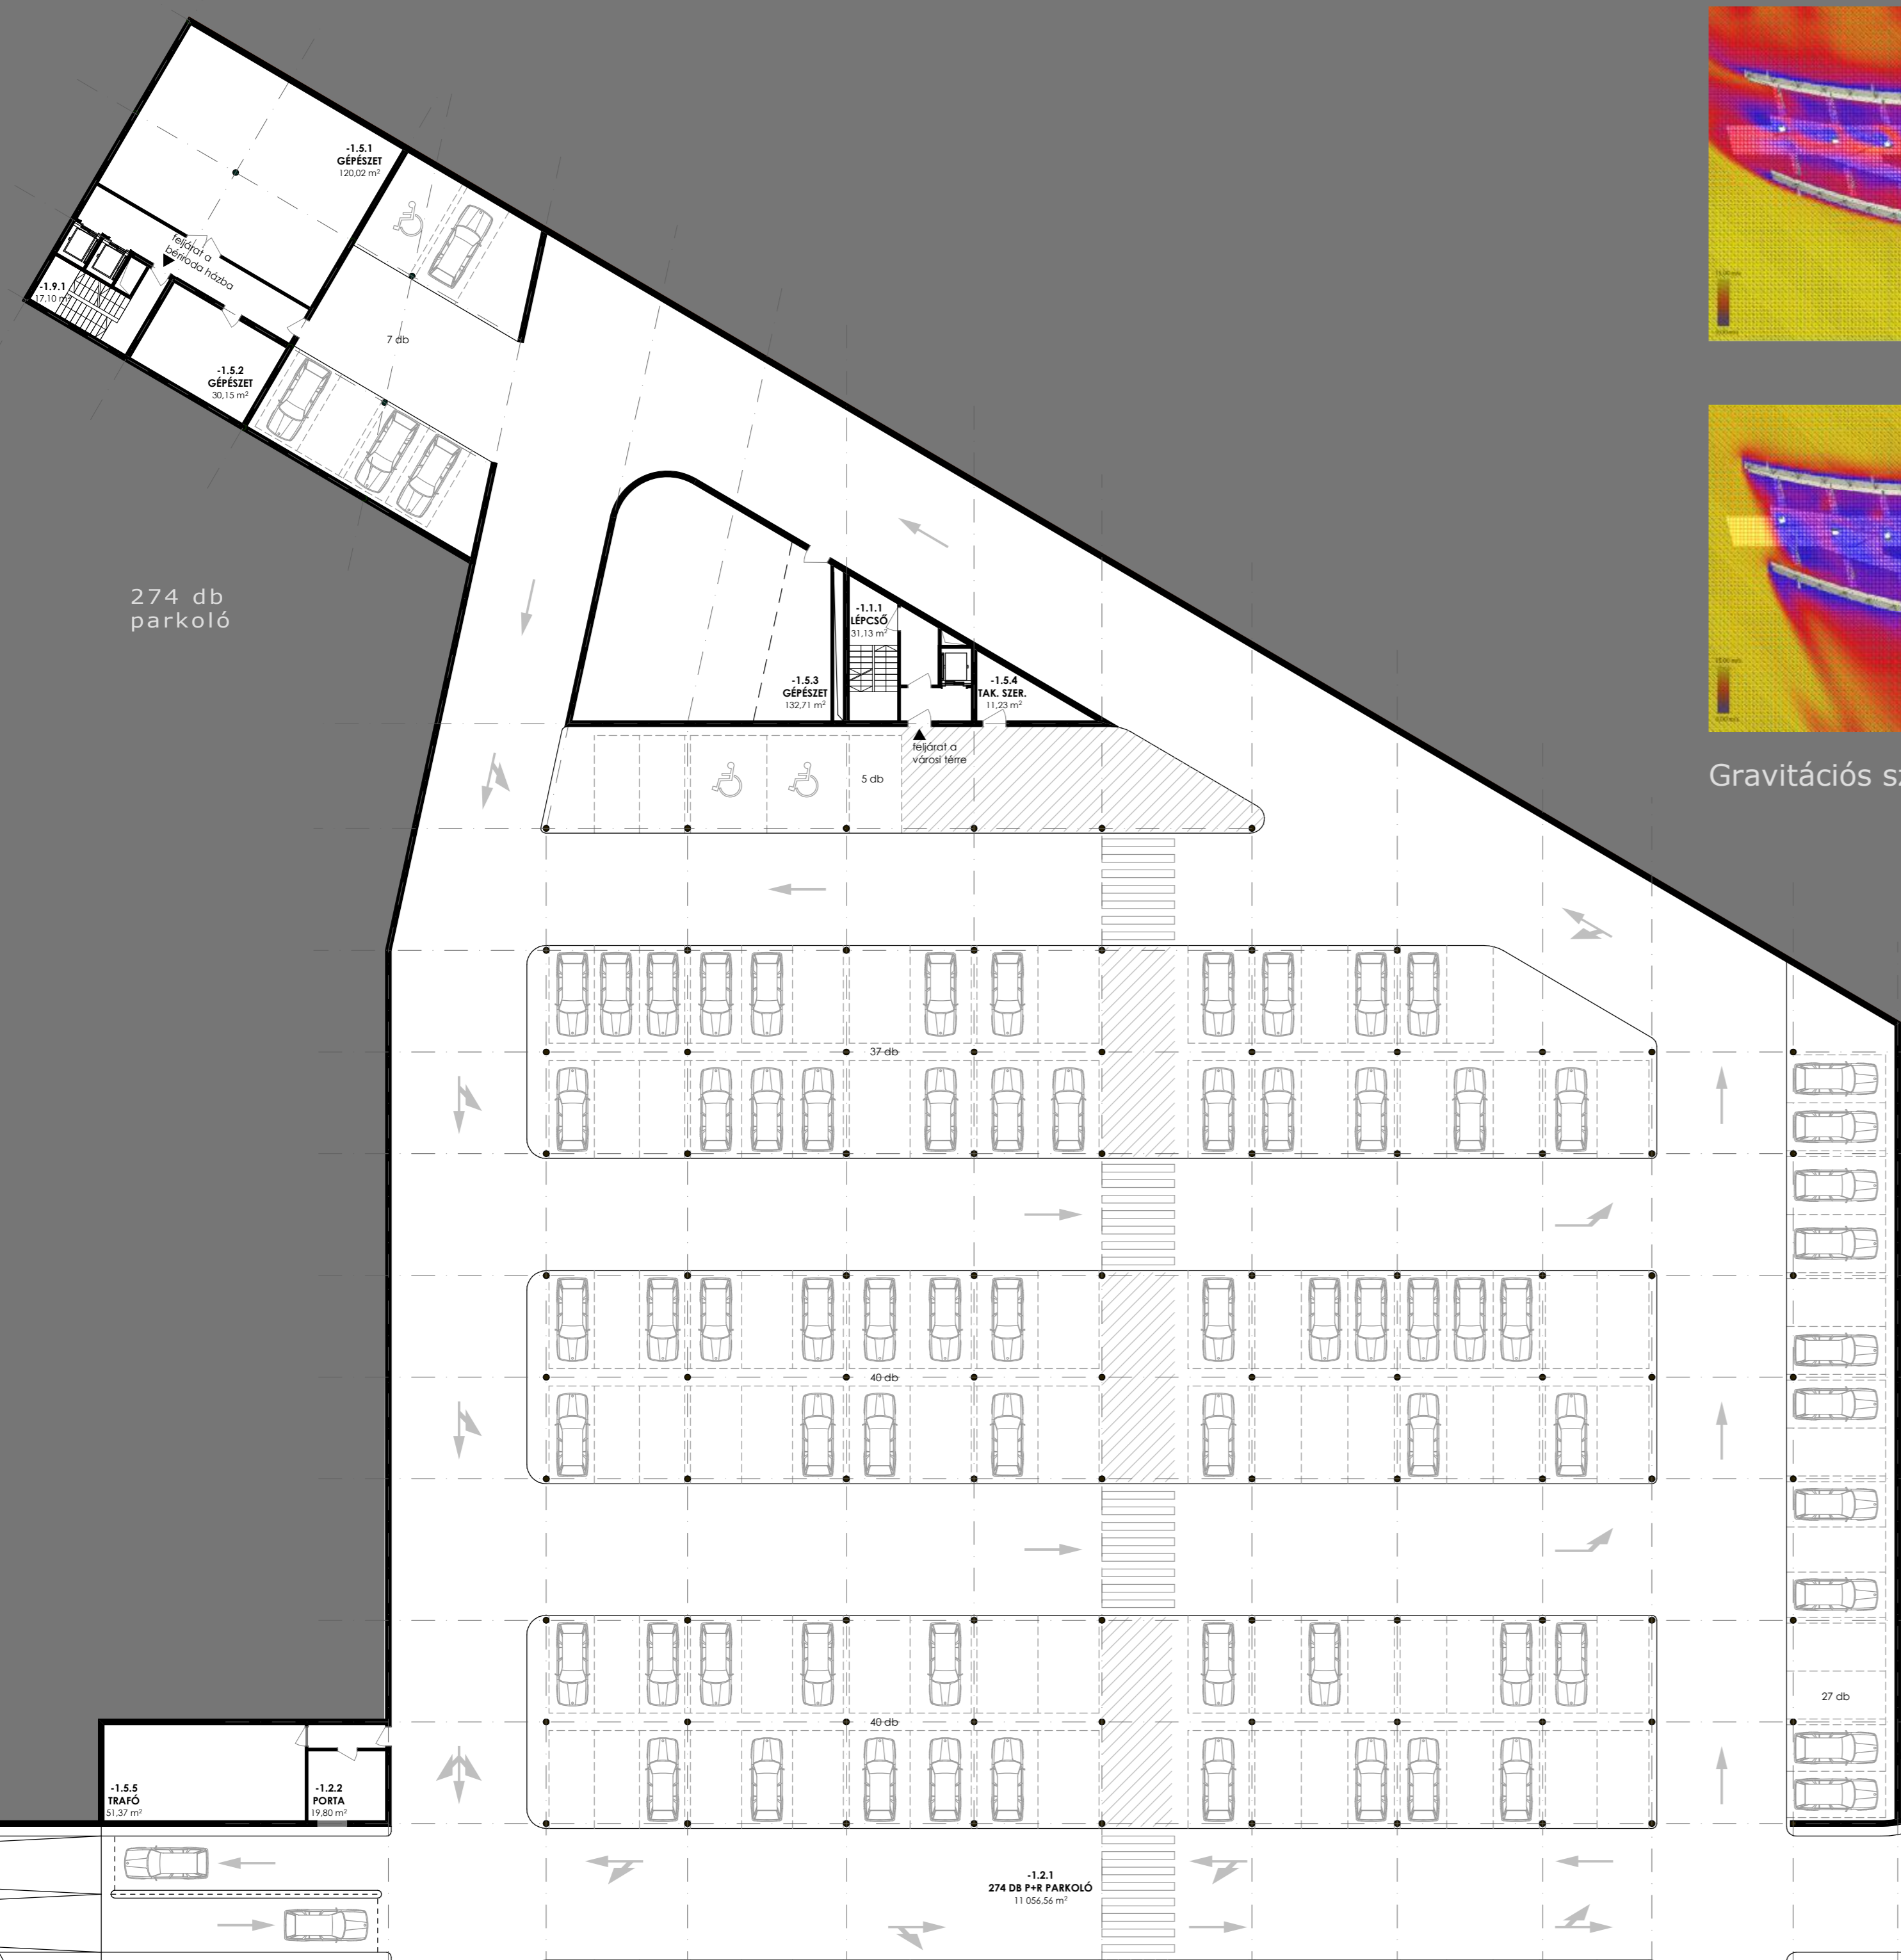 -1.5.1
GÉPÉSZET
120,02 m²
feljárat a
bériroda házba
-1.9.1
17,10 m²
7 db
-1.5.2
GÉPÉSZET
30,15 m²
274 db
parkoló
-1.1.1
LÉPCSŐ
31,13 m²
-1.5.3
GÉPÉSZET
132,71 m²
-1.5.4
TAK. SZER.
11,23 m²
feljárat a
városi térre
5 db
Gravitációs sz
37 db
40 db
40 db
27 db
-1.5.5
TRAFÓ
51,37 m²
-1.2.2
PORTA
19,80 m²
-1.2.1
274 DB P+R PARKOLÓ
11 056,56 m²